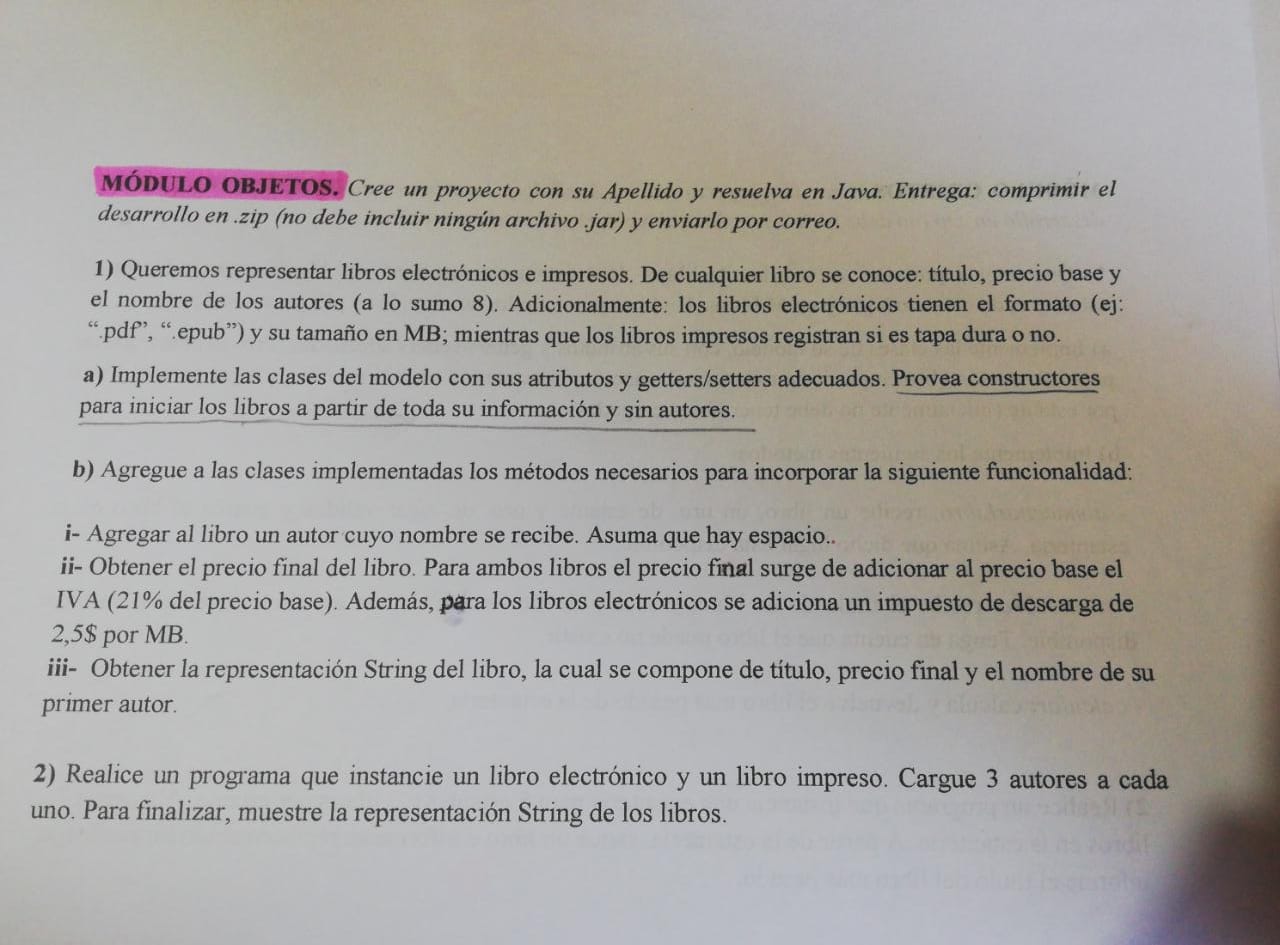 MÓDULO OBJETOS. Cree un proyecto con su Apellido y resuelva en Java. Entrega: comprimir el
desarrollo en .zip (no debe incluir ningún archivo .jar) y enviarlo por correo.
1) Queremos representar libros electrónicos e impresos. De cualquier libro se conoce: título, precio base y
el nombre de los autores (a lo sumo 8). Adicionalmente: los libros electrónicos tienen el formato (ej:
“.pdf”, “.epub”) y su tamaño en MB; mientras que los libros impresos registran si es tapa dura o no.
a) Implemente las clases del modelo con sus atributos y getters/setters adecuados. Provea constructores
para iniciar los libros a partir de toda su información y sin autores.
b) Agregue a las clases implementadas los métodos necesarios para incorporar la siguiente funcionalidad:
i- Agregar al libro un autor cuyo nombre se recibe. Asuma que hay espacio..
ii- Obtener el precio final del libro. Para ambos libros el precio final surge de adicionar al precio base el
IVA (21% del precio base). Además, para los libros electrónicos se adiciona un impuesto de descarga de
2,5$ por MB.
iii- Obtener la representación String del libro, la cual se compone de título, precio final y el nombre de su
primer autor.
2) Realice un programa que instancie un libro electrónico y un libro impreso. Cargue 3 autores a cada
uno. Para finalizar, muestre la representación String de los libros.